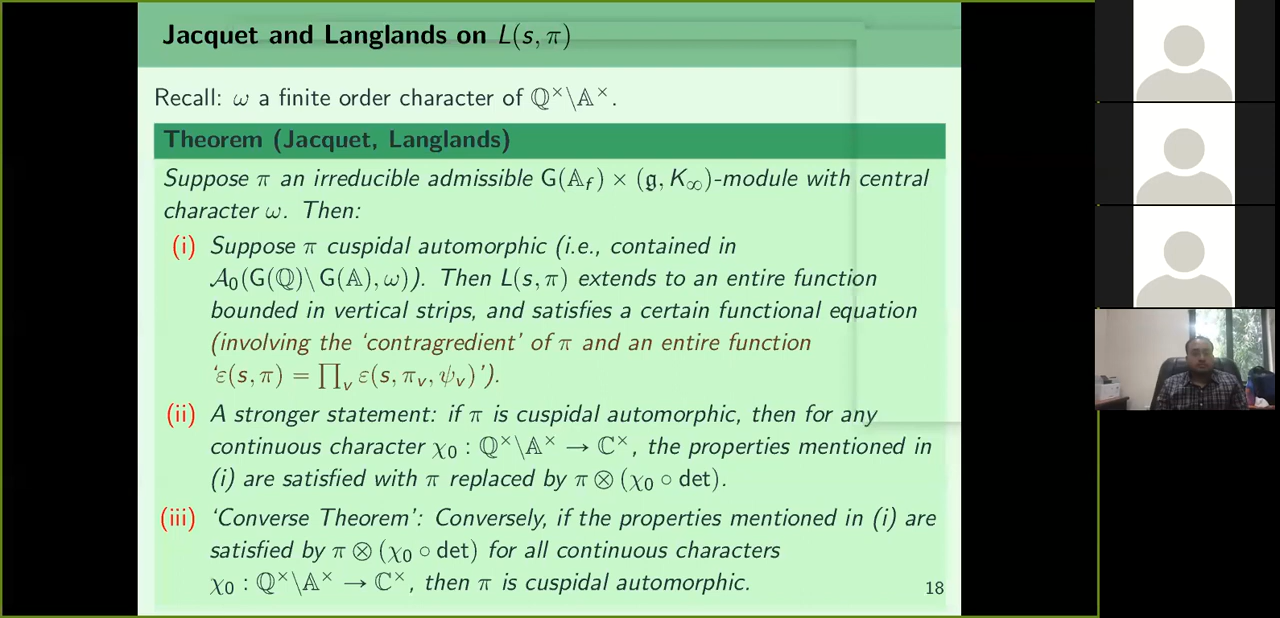 Jacquet and Langlands on L(s, π)
Recall: ω a finite order character of ℚ×\𝔸×.
Theorem (Jacquet, Langlands)
Suppose π an irreducible admissible G(𝔸_f) × (𝔤, K_∞)-module with central
character ω. Then:
(i) Suppose π cuspidal automorphic (i.e., contained in
𝒜₀(G(ℚ)\G(𝔸), ω)). Then L(s, π) extends to an entire function
bounded in vertical strips, and satisfies a certain functional equation
(involving the ‘contragredient’ of π and an entire function
‘ε(s, π) = ∏_v ε(s, π_v, ψ_v)’).
(ii) A stronger statement: if π is cuspidal automorphic, then for any
continuous character χ₀ : ℚ×\𝔸× → ℂ×, the properties mentioned in
(i) are satisfied with π replaced by π ⊗ (χ₀ ∘ det).
(iii) ‘Converse Theorem’: Conversely, if the properties mentioned in (i) are
satisfied by π ⊗ (χ₀ ∘ det) for all continuous characters
χ₀ : ℚ×\𝔸× → ℂ×, then π is cuspidal automorphic.
18